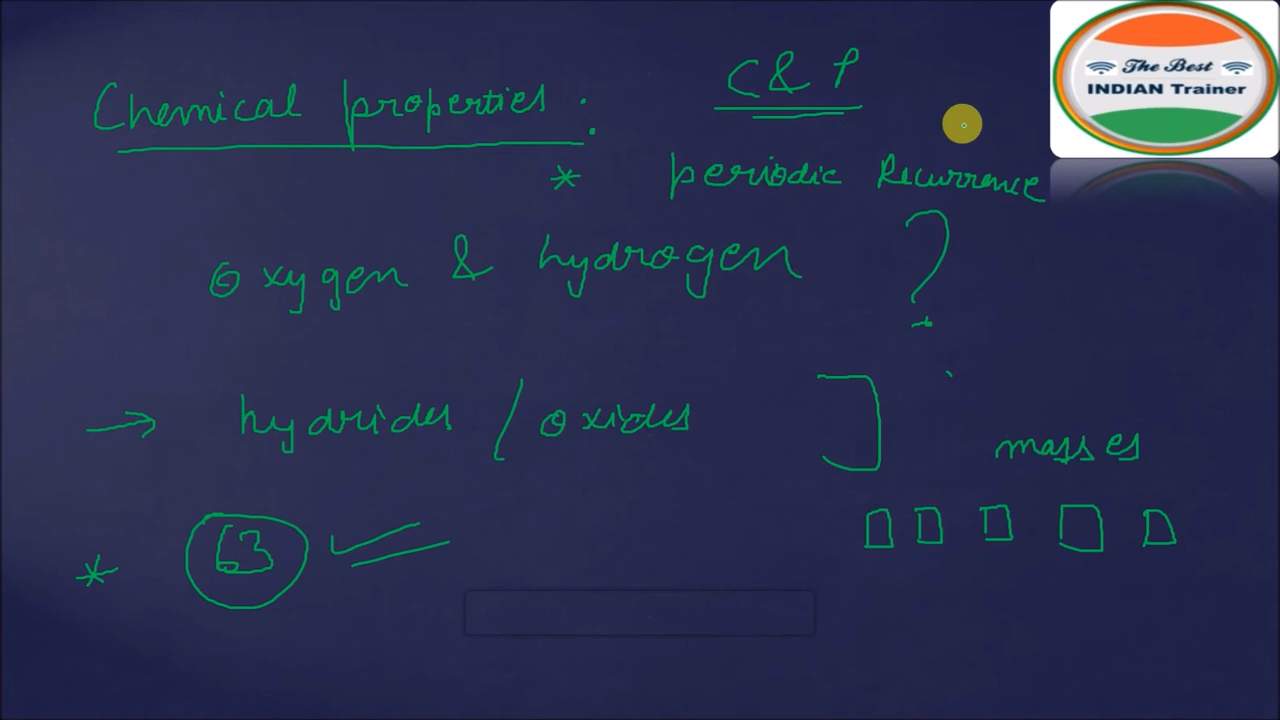 Chemical properties :
C & P
The Best
INDIAN Trainer
* periodic Recurrence
oxygen & hydrogen ?
→ hydrides / oxides ]
masses
* 63